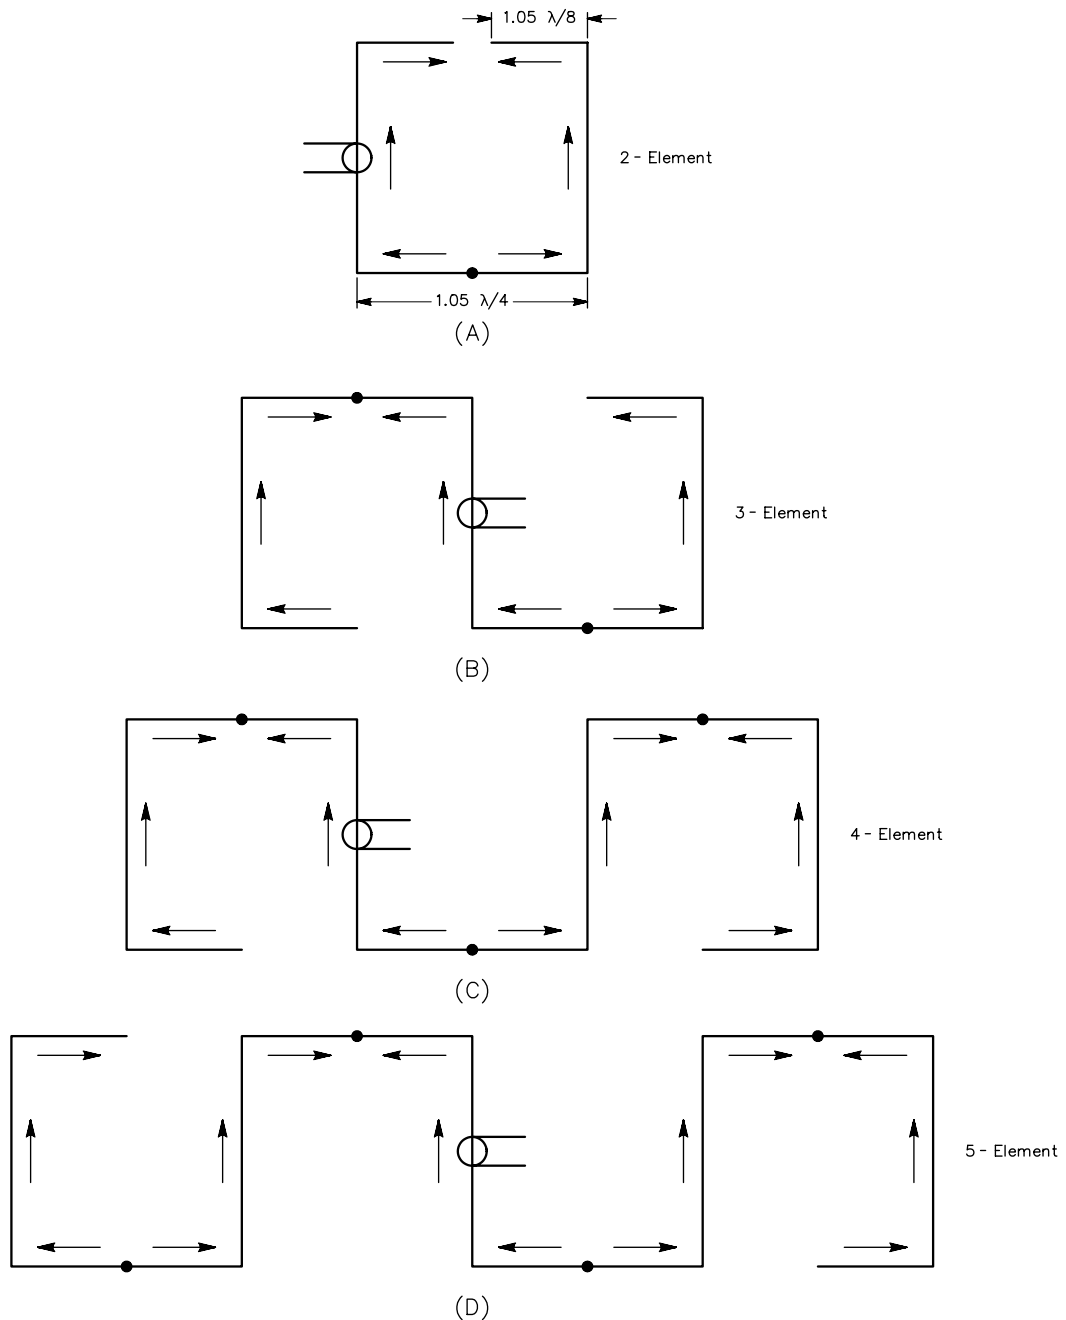 1.05 λ/8
2 - Element
1.05 λ/4
(A)
3 - Element
(B)
4 - Element
(C)
5 - Element
(D)